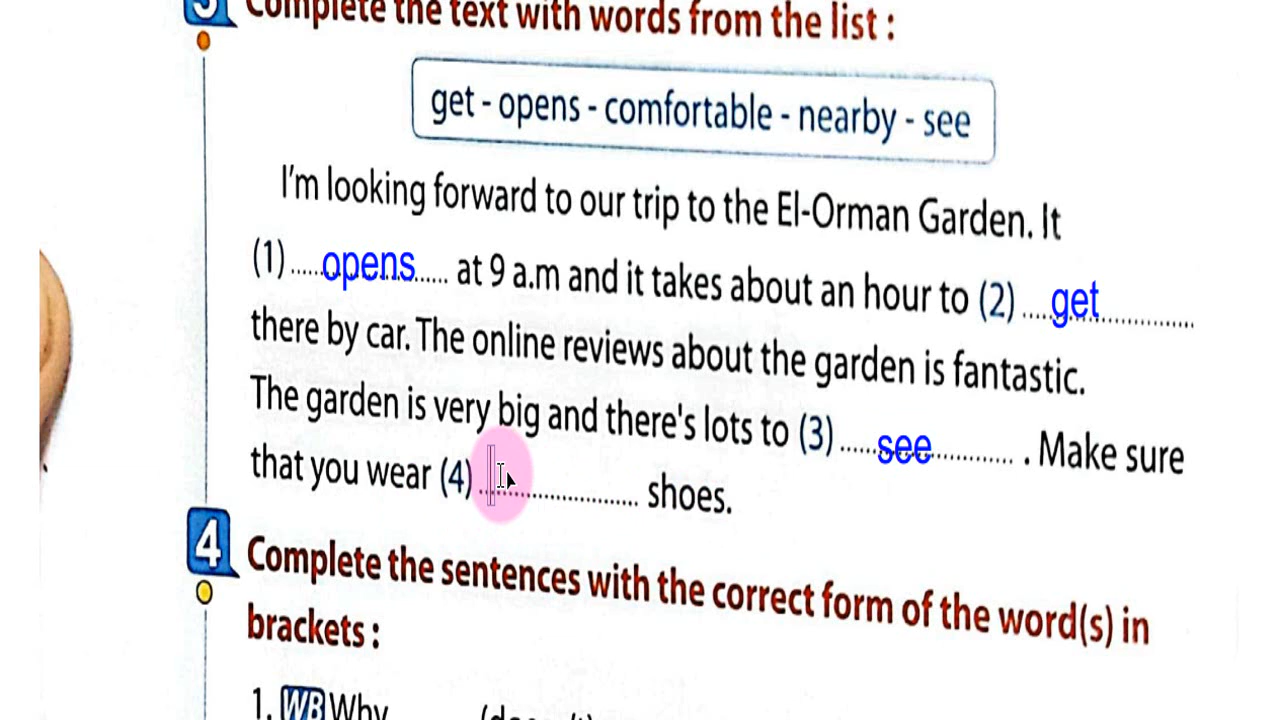 3 Complete the text with words from the list :
get - opens - comfortable - nearby - see
I'm looking forward to our trip to the El-Orman Garden. It
(1) ...... opens ...... at 9 a.m and it takes about an hour to (2) ..... get ..............
there by car. The online reviews about the garden is fantastic.
The garden is very big and there's lots to (3) ...... see .............. . Make sure
that you wear (4) .......................... shoes.
4 Complete the sentences with the correct form of the word(s) in
brackets :
1. WB Why